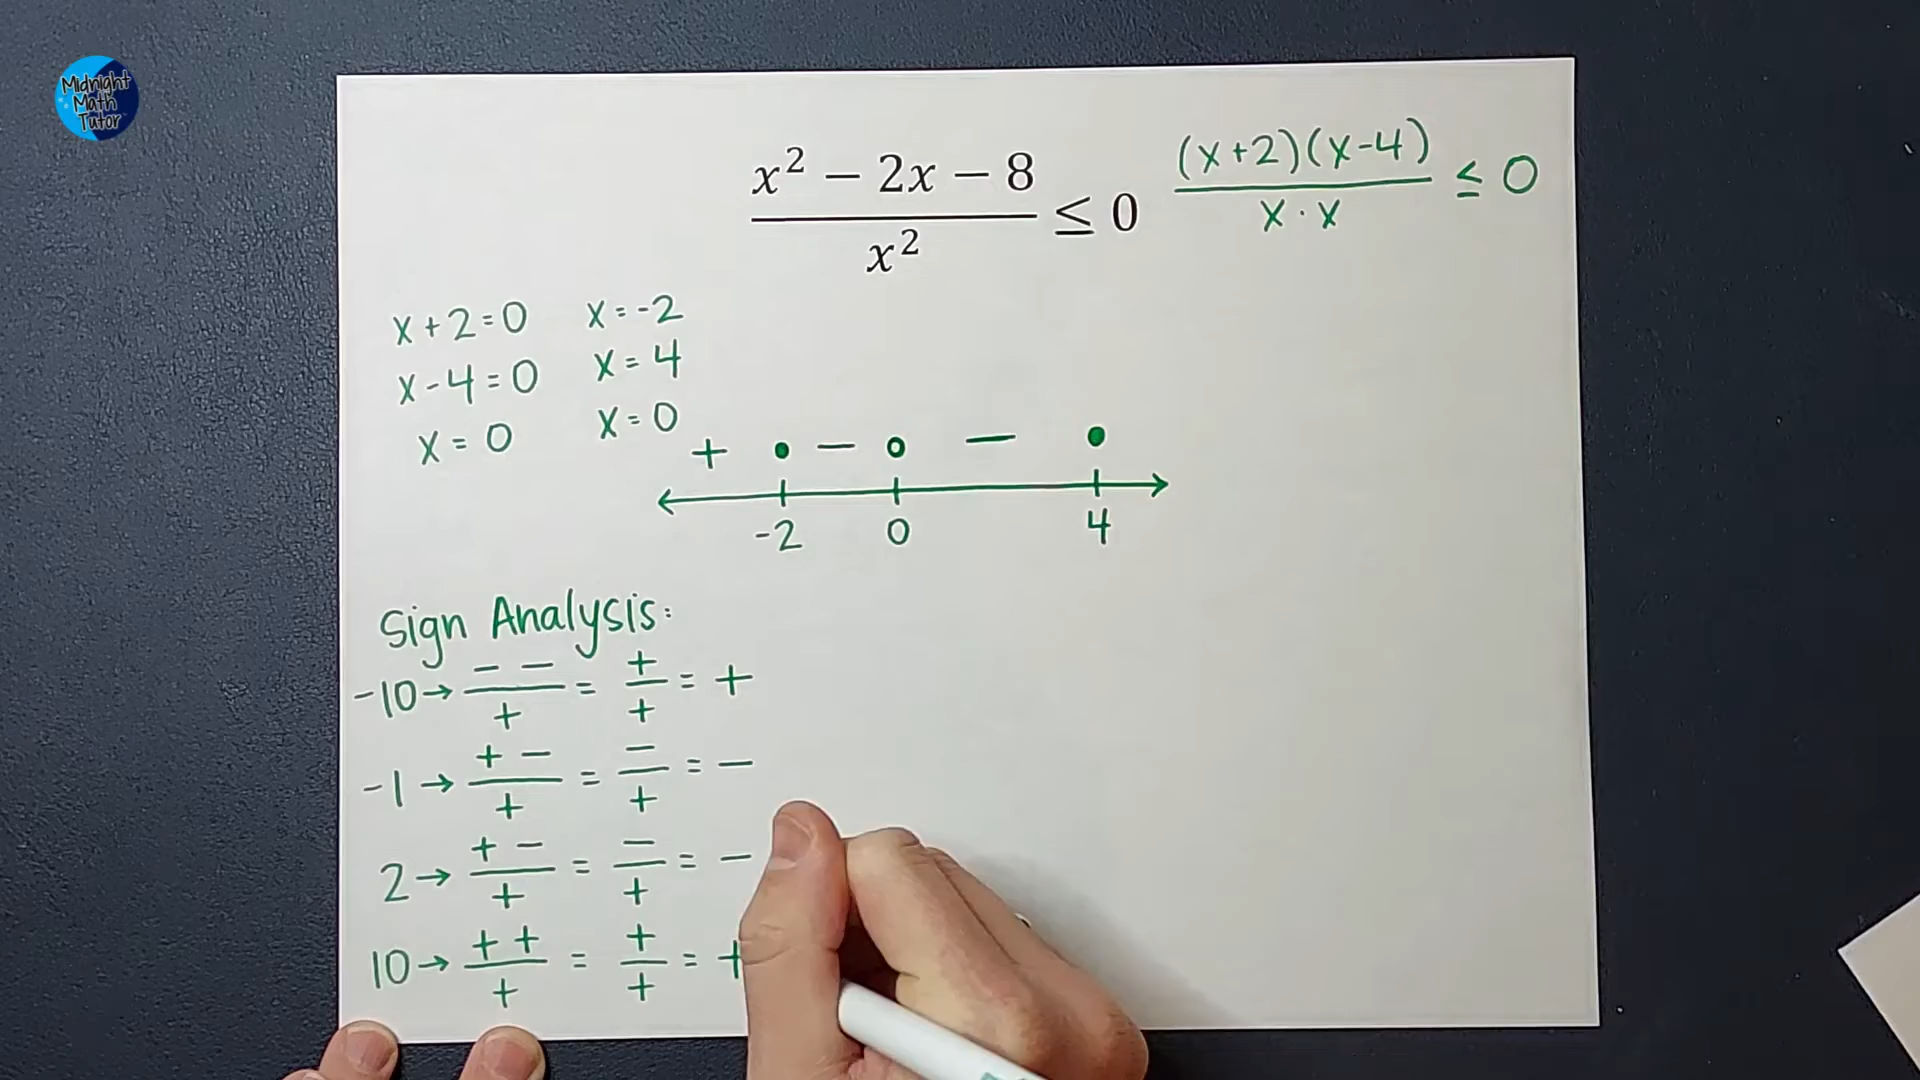 Midnight
Math
Tutor
x² − 2x − 8
x²
≤ 0
(x+2)(x-4)
x · x
≤ 0
x+2=0 x=-2
x-4=0 x=4
x=0 x=0
+ − −
-2 0 4
Sign Analysis:
-10→ − −/+ = +/+ = +
-1→ + −/+ = −/+ = −
2→ + −/+ = −/+ = −
10→ + +/+ = +/+ = +